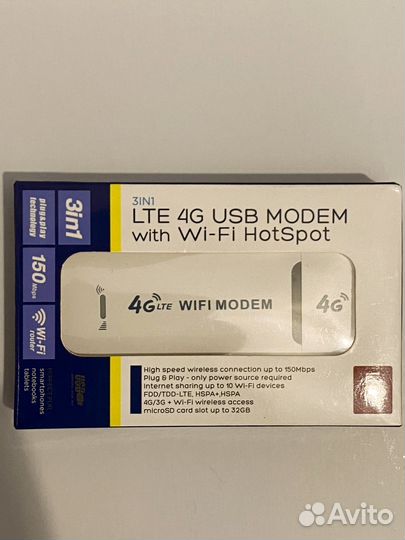 3IN1
LTE 4G USB MODEM
with Wi-Fi HotSpot
3in1
plug&play
technology
150 Mbps
Wi-Fi
router
smartphones
notebooks
tablets
4G LTE WIFI MODEM
4G
High speed wireless connection up to 150Mbps
Plug & Play - only power source required
Internet sharing up to 10 Wi-Fi devices
FDD/TDD-LTE, HSPA+,HSPA
4G/3G + Wi-Fi wireless access
microSD card slot up to 32GB
Avito